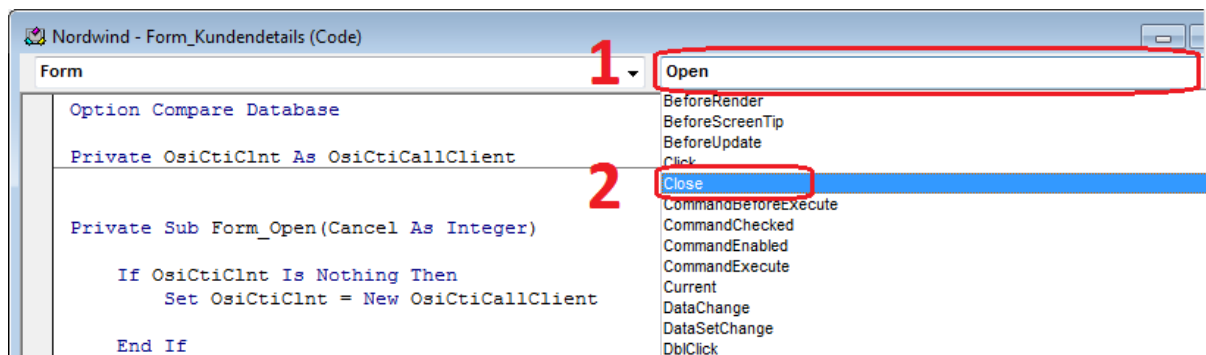 Nordwind - Form_Kundendetails (Code)
Form
1
Open
Option Compare Database
Private OsiCtiClnt As OsiCtiCallClient
Private Sub Form_Open(Cancel As Integer)
If OsiCtiClnt Is Nothing Then
Set OsiCtiClnt = New OsiCtiCallClient
End If
BeforeRender
BeforeScreenTip
BeforeUpdate
Click
2
Close
CommandBeforeExecute
CommandChecked
CommandEnabled
CommandExecute
Current
DataChange
DataSetChange
DblClick